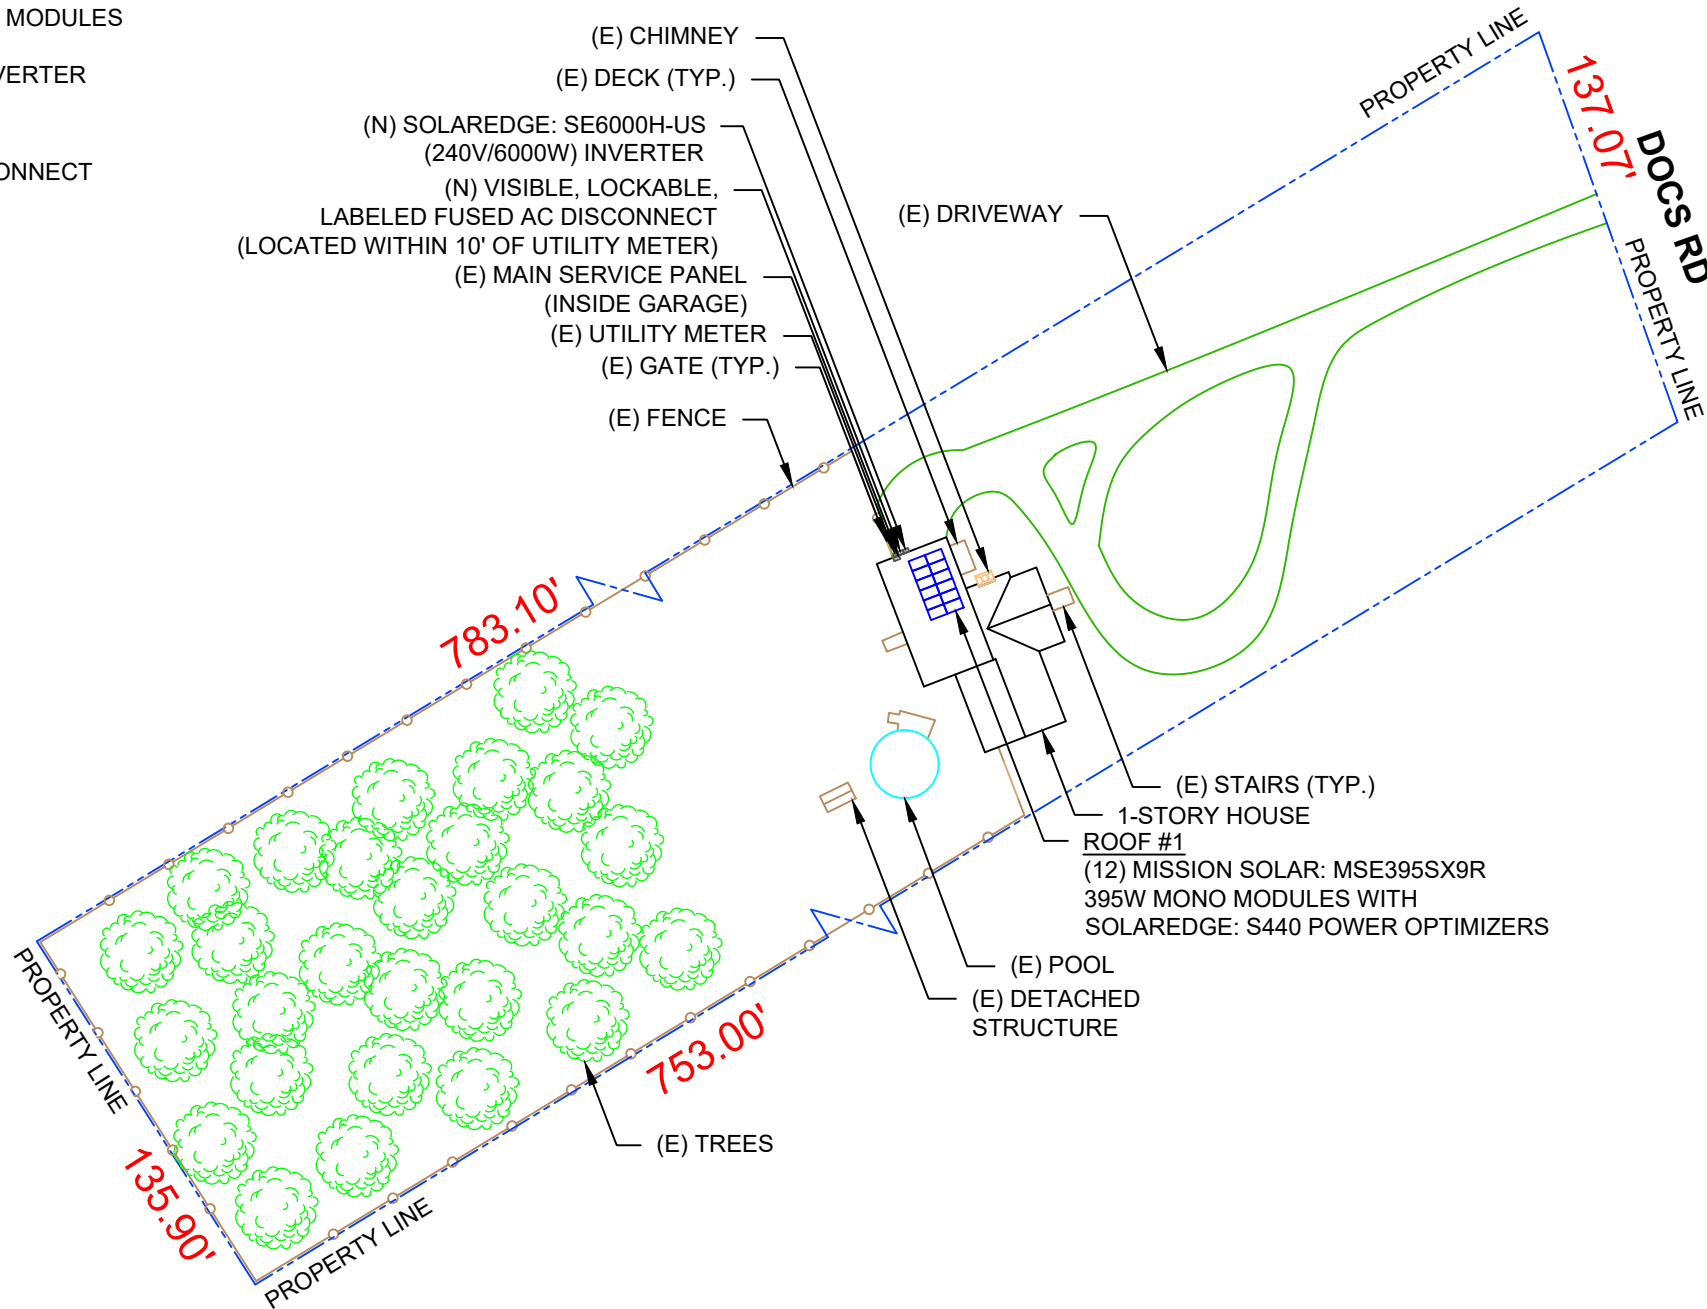 MODULES
VERTER
ONNECT
(E) CHIMNEY
(E) DECK (TYP.)
(N) SOLAREDGE: SE6000H-US
(240V/6000W) INVERTER
(N) VISIBLE, LOCKABLE,
LABELED FUSED AC DISCONNECT
(LOCATED WITHIN 10' OF UTILITY METER)
(E) MAIN SERVICE PANEL
(INSIDE GARAGE)
(E) UTILITY METER
(E) GATE (TYP.)
(E) FENCE
(E) DRIVEWAY
PROPERTY LINE
137.07'
DOCS RD
PROPERTY LINE
783.10'
(E) STAIRS (TYP.)
1-STORY HOUSE
ROOF #1
(12) MISSION SOLAR: MSE395SX9R
395W MONO MODULES WITH
SOLAREDGE: S440 POWER OPTIMIZERS
(E) POOL
(E) DETACHED
STRUCTURE
753.00'
(E) TREES
PROPERTY LINE
135.90'
PROPERTY LINE